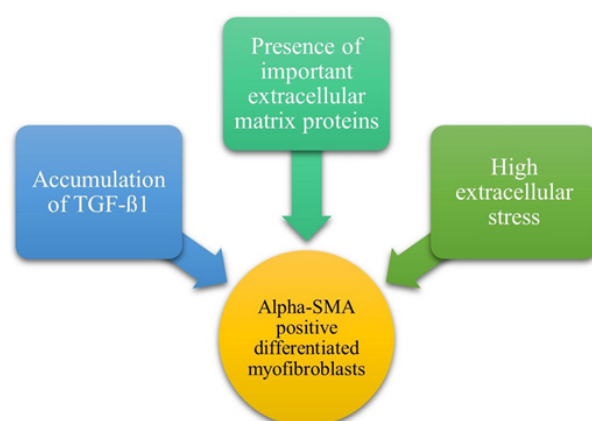 Presence of
important
extracellular
matrix proteins
Accumulation
of TGF-ß1
High
extracellular
stress
Alpha-SMA
positive
differentiated
myofibroblasts